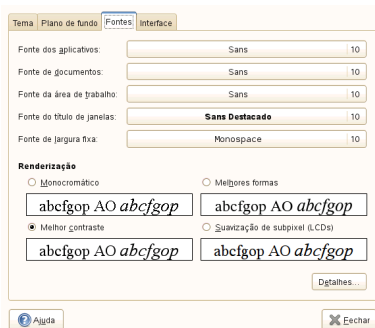 Tema Plano de fundo Fontes Interface
Fonte dos aplicativos: Sans 10
Fonte de documentos: Sans 10
Fonte da área de trabalho: Sans 10
Fonte do título de janelas: Sans Destacado 10
Fonte de largura fixa: Monospace 10
Renderização
Monocromático Melhores formas
abcfgop AO abcfgop abcfgop AO abcfgop
Melhor contraste Suavização de subpixel (LCDs)
abcfgop AO abcfgop abcfgop AO abcfgop
Detalhes...
Ajuda Fechar